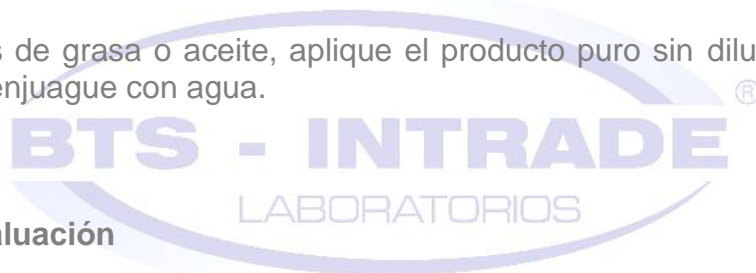 s de grasa o aceite, aplique el producto puro sin dilu
enjuague con agua.
®
BTS - INTRADE
LABORATORIOS
aluación